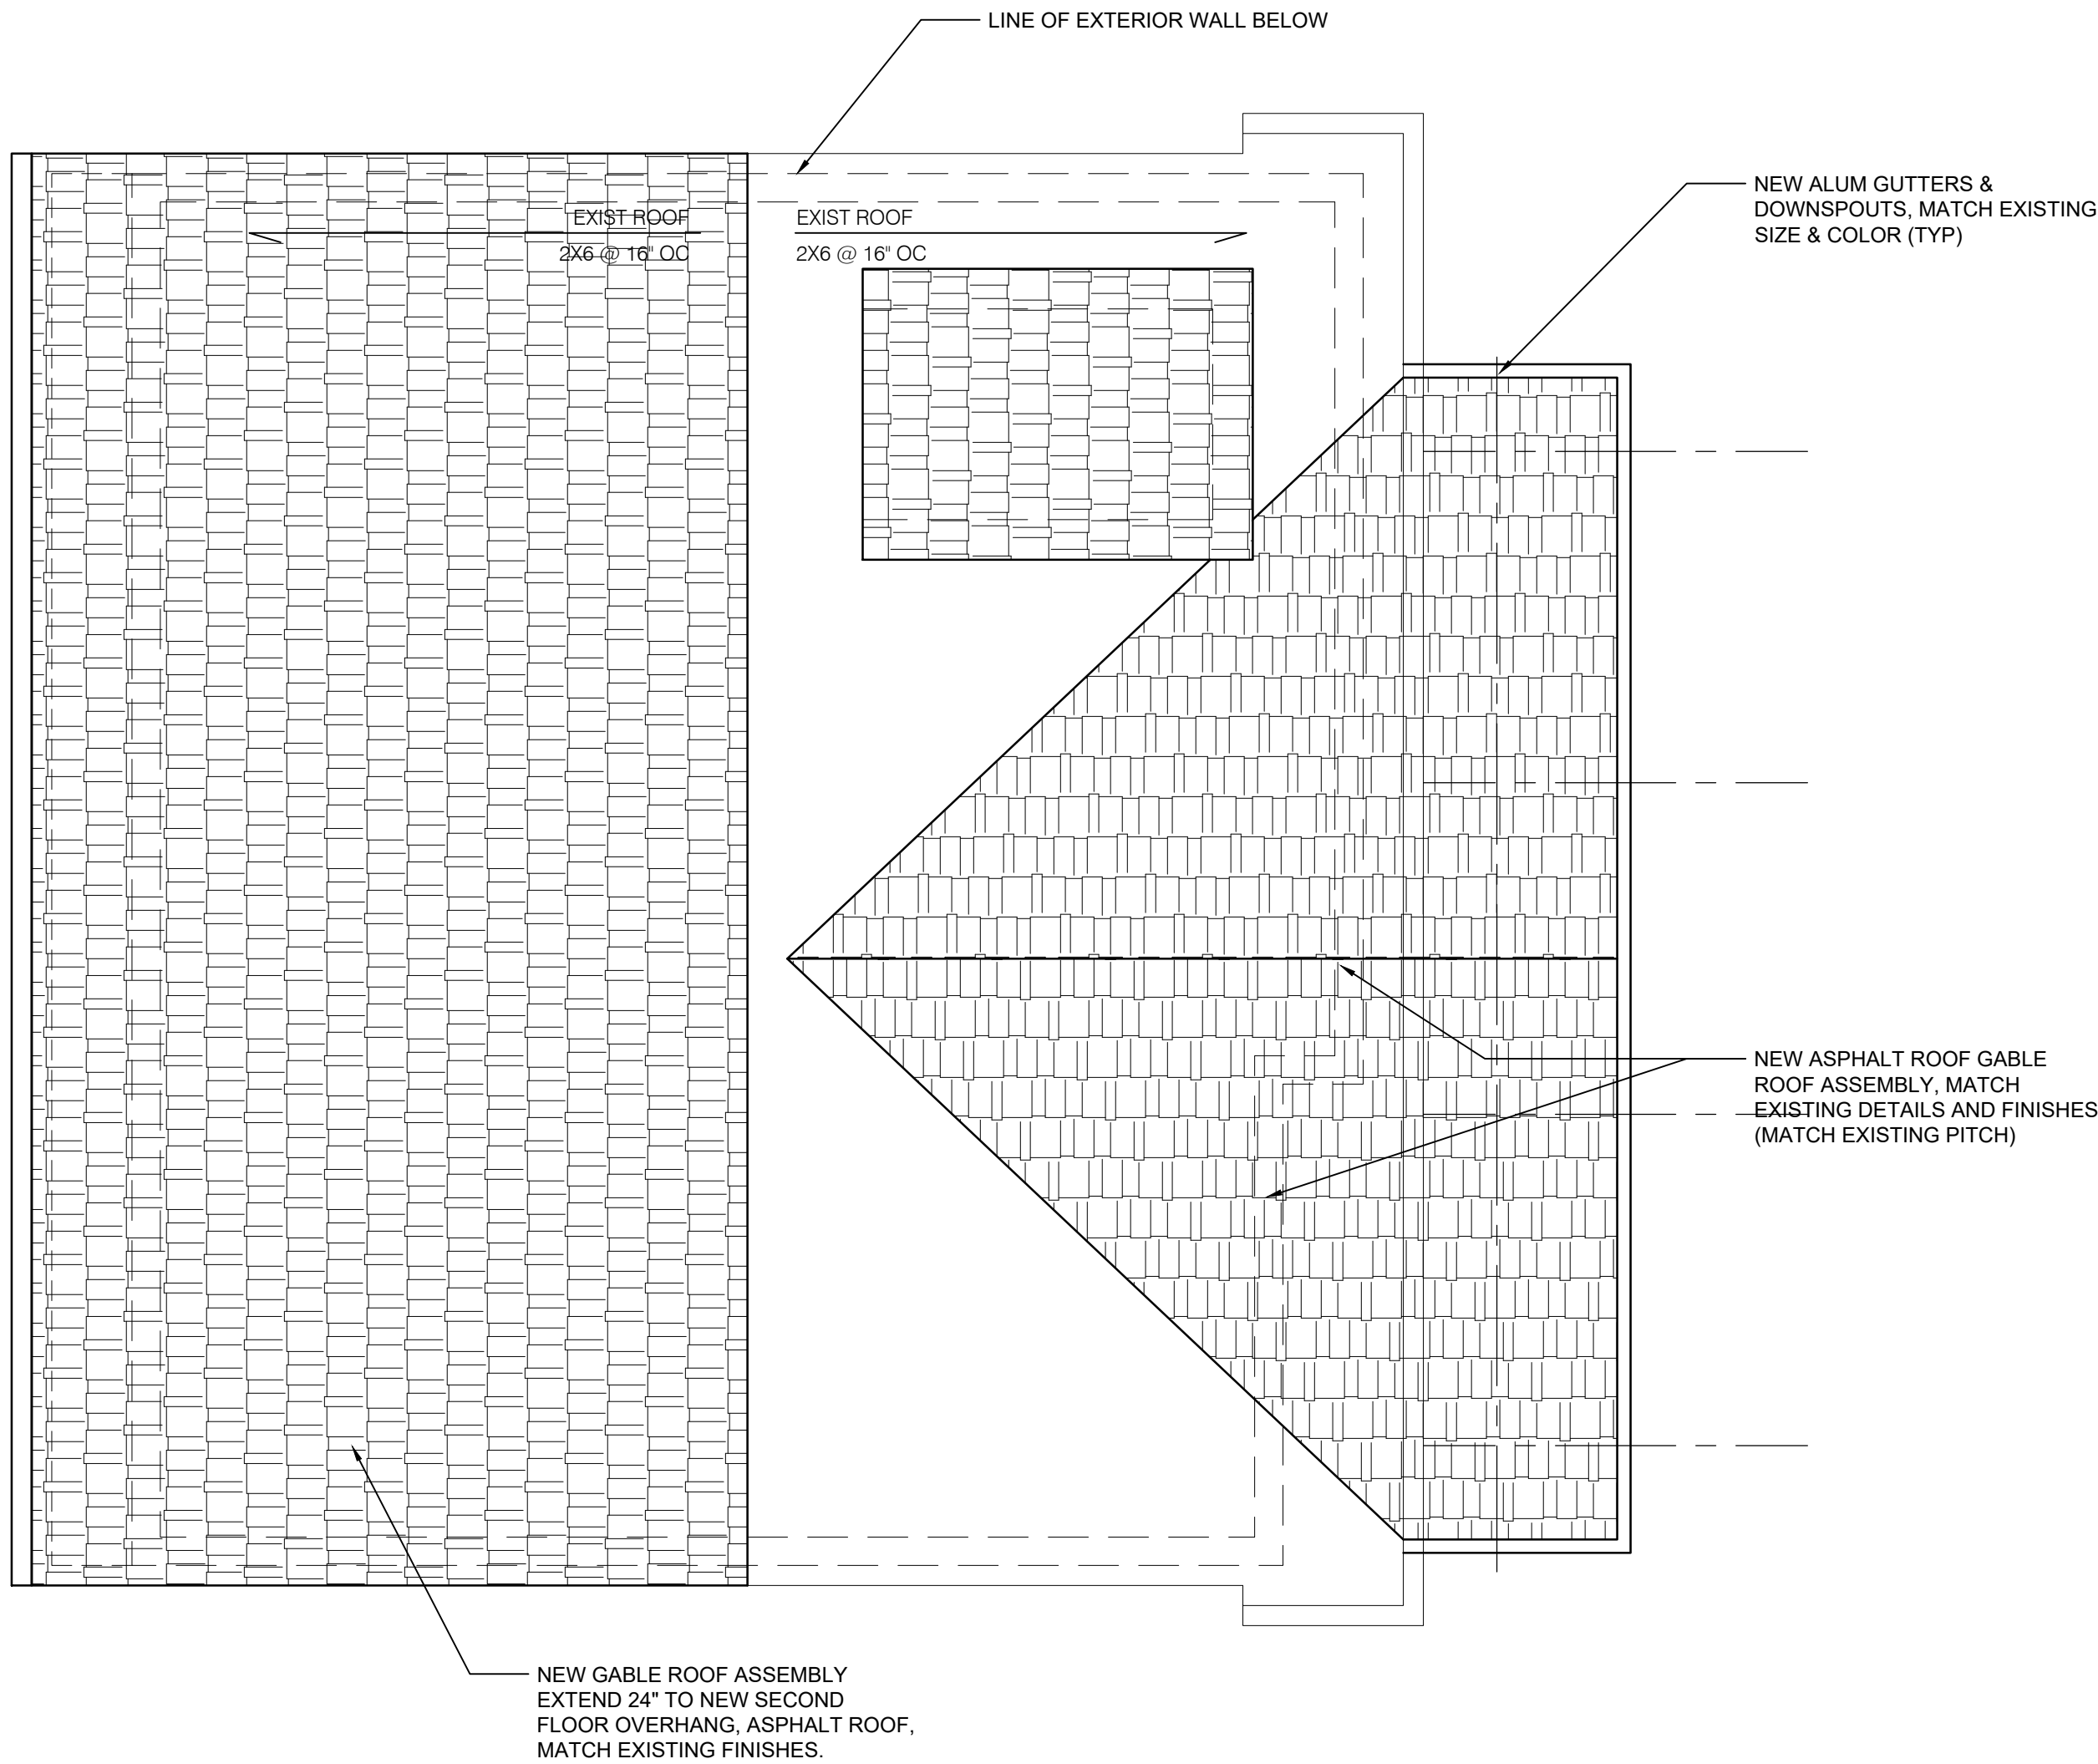 LINE OF EXTERIOR WALL BELOW
NEW ALUM GUTTERS &
DOWNSPOUTS, MATCH EXISTING
SIZE & COLOR (TYP)
EXIST ROOF
2X6 @ 16" OC
EXIST ROOF
2X6 @ 16" OC
NEW ASPHALT ROOF GABLE
ROOF ASSEMBLY, MATCH
EXISTING DETAILS AND FINISHES
(MATCH EXISTING PITCH)
NEW GABLE ROOF ASSEMBLY
EXTEND 24" TO NEW SECOND
FLOOR OVERHANG, ASPHALT ROOF,
MATCH EXISTING FINISHES.